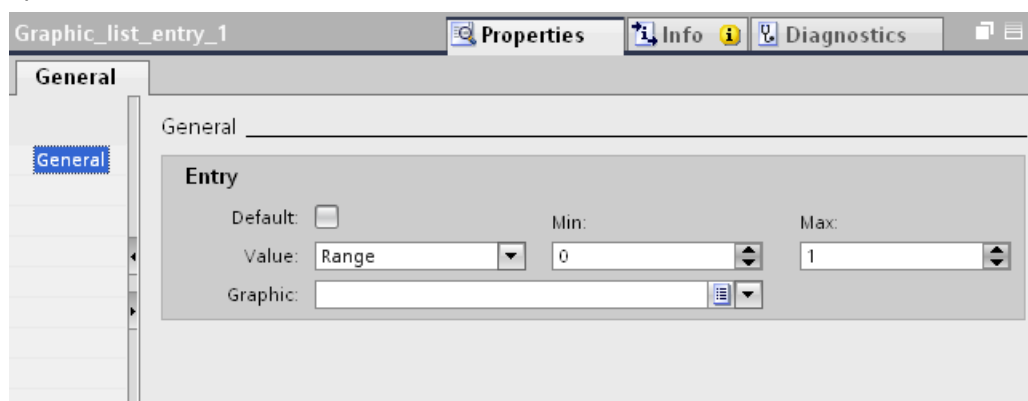 Graphic_list_entry_1 Properties Info Diagnostics
General
General
General
Entry
Default: Min: Max:
Value: Range 0 1
Graphic: